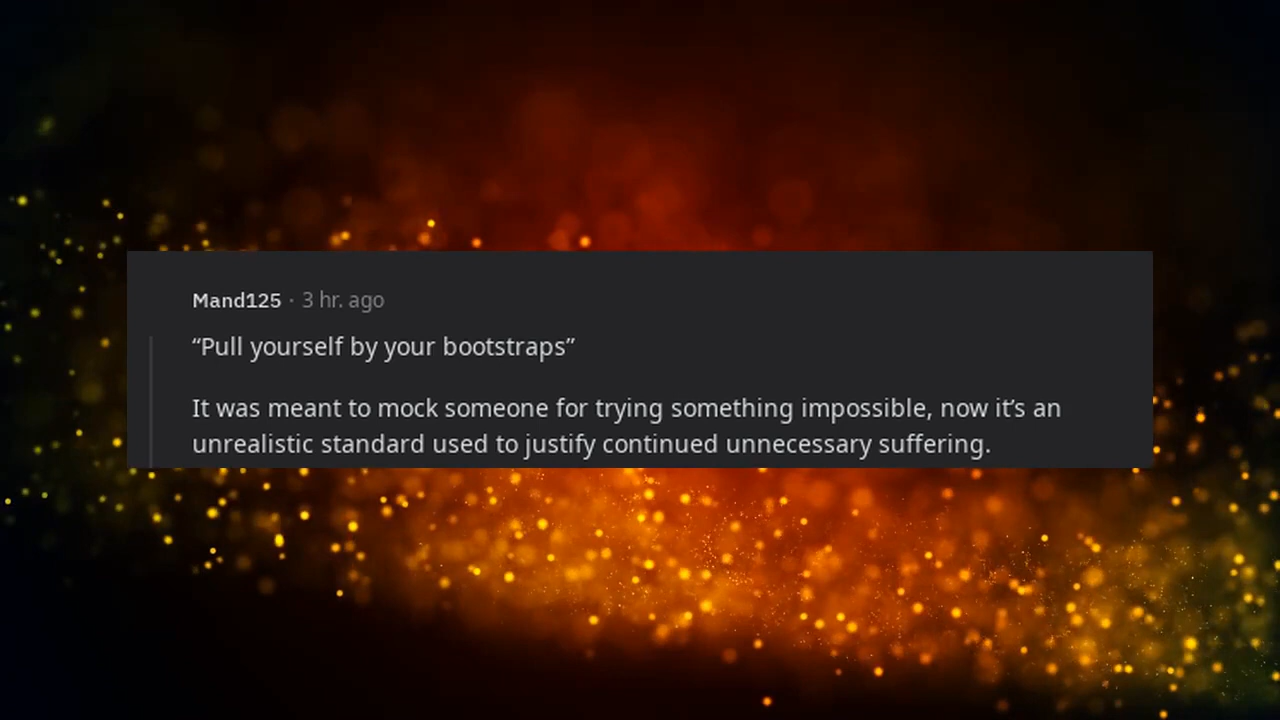 Mand125 · 3 hr. ago
“Pull yourself by your bootstraps”
It was meant to mock someone for trying something impossible, now it’s an
unrealistic standard used to justify continued unnecessary suffering.